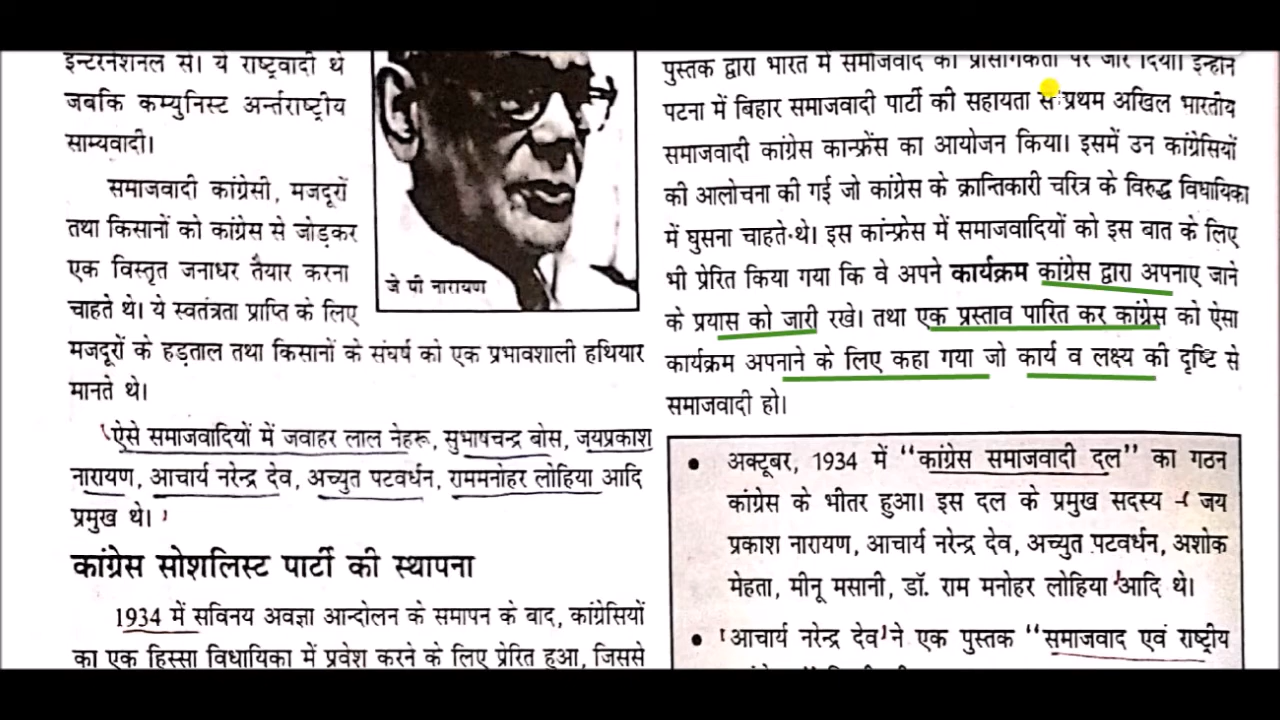 इन्टरनेशनल से। ये राष्ट्रवादी थे
जबकि कम्युनिस्ट अर्न्तराष्ट्रीय
साम्यवादी।
समाजवादी कांग्रेसी, मजदूरों
तथा किसानों को कांग्रेस से जोड़कर
एक विस्तृत जनाधर तैयार करना
चाहते थे। ये स्वतंत्रता प्राप्ति के लिए
मजदूरों के हड़ताल तथा किसानों के संघर्ष को एक प्रभावशाली हथियार
मानते थे।
जे पी नारायण
ऐसे समाजवादियों में जवाहर लाल नेहरू, सुभाषचन्द्र बोस, जयप्रकाश
नारायण, आचार्य नरेन्द्र देव, अच्युत पटवर्धन, राममनोहर लोहिया आदि
प्रमुख थे।
कांग्रेस सोशलिस्ट पार्टी की स्थापना
1934 में सविनय अवज्ञा आन्दोलन के समापन के बाद, कांग्रेसियों
का एक हिस्सा विधायिका में प्रवेश करने के लिए प्रेरित हुआ, जिससे
पुस्तक द्वारा भारत में समाजवाद की प्रासंगिकता पर जोर दिया। इन्होंने
पटना में बिहार समाजवादी पार्टी की सहायता से प्रथम अखिल भारतीय
समाजवादी कांग्रेस कान्फ्रेंस का आयोजन किया। इसमें उन कांग्रेसियों
की आलोचना की गई जो कांग्रेस के क्रान्तिकारी चरित्र के विरुद्ध विधायिका
में घुसना चाहते थे। इस कांन्फ्रेस में समाजवादियों को इस बात के लिए
भी प्रेरित किया गया कि वे अपने कार्यक्रम कांग्रेस द्वारा अपनाए जाने
के प्रयास को जारी रखे। तथा एक प्रस्ताव पारित कर कांग्रेस को ऐसा
कार्यक्रम अपनाने के लिए कहा गया जो कार्य व लक्ष्य की दृष्टि से
समाजवादी हो।
• अक्टूबर, 1934 में "कांग्रेस समाजवादी दल" का गठन
कांग्रेस के भीतर हुआ। इस दल के प्रमुख सदस्य - जय
प्रकाश नारायण, आचार्य नरेन्द्र देव, अच्युत पटवर्धन, अशोक
मेहता, मीनू मसानी, डॉ. राम मनोहर लोहिया आदि थे।
• आचार्य नरेन्द्र देव ने एक पुस्तक "समाजवाद एवं राष्ट्रीय